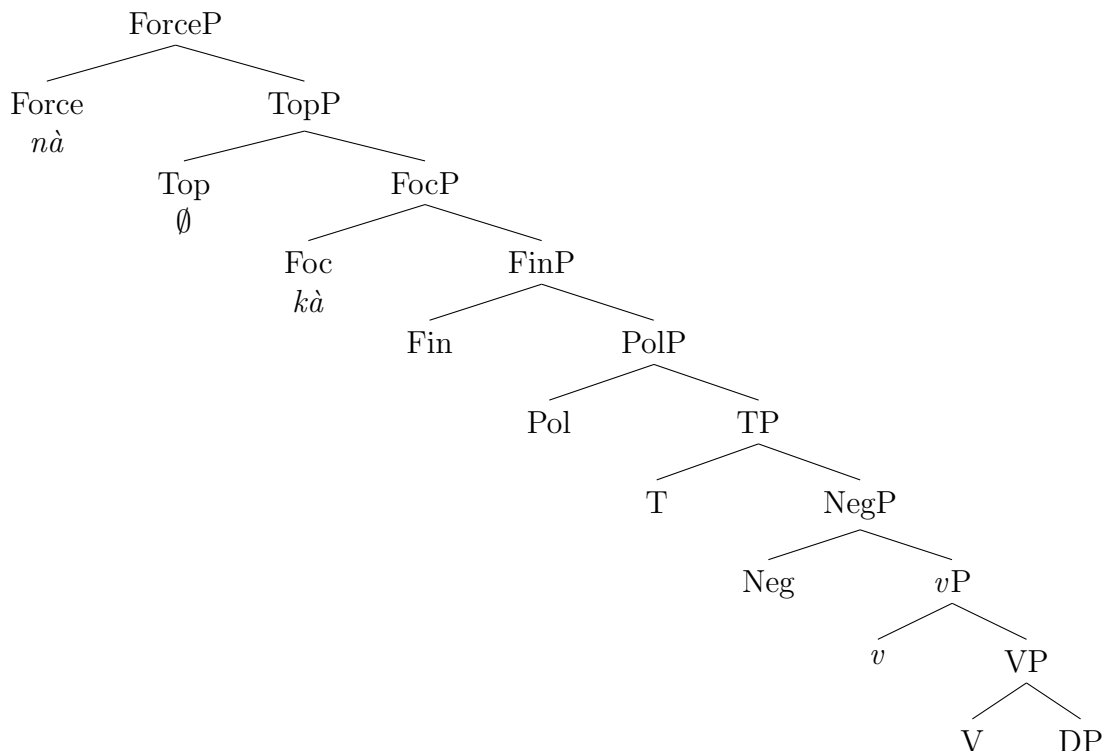 ForceP
Force TopP
nà
Top FocP
∅
Foc FinP
kà
Fin PolP
Pol TP
T NegP
Neg vP
v VP
V DP